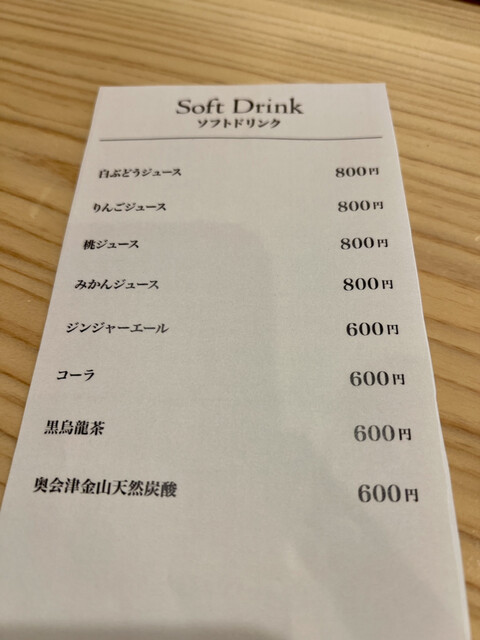 Soft Drink
ソフトドリンク
白ぶどうジュース 800円
りんごジュース 800円
桃ジュース 800円
みかんジュース 800円
ジンジャーエール 600円
コーラ 600円
黒烏龍茶 600円
奥会津金山天然炭酸 600円